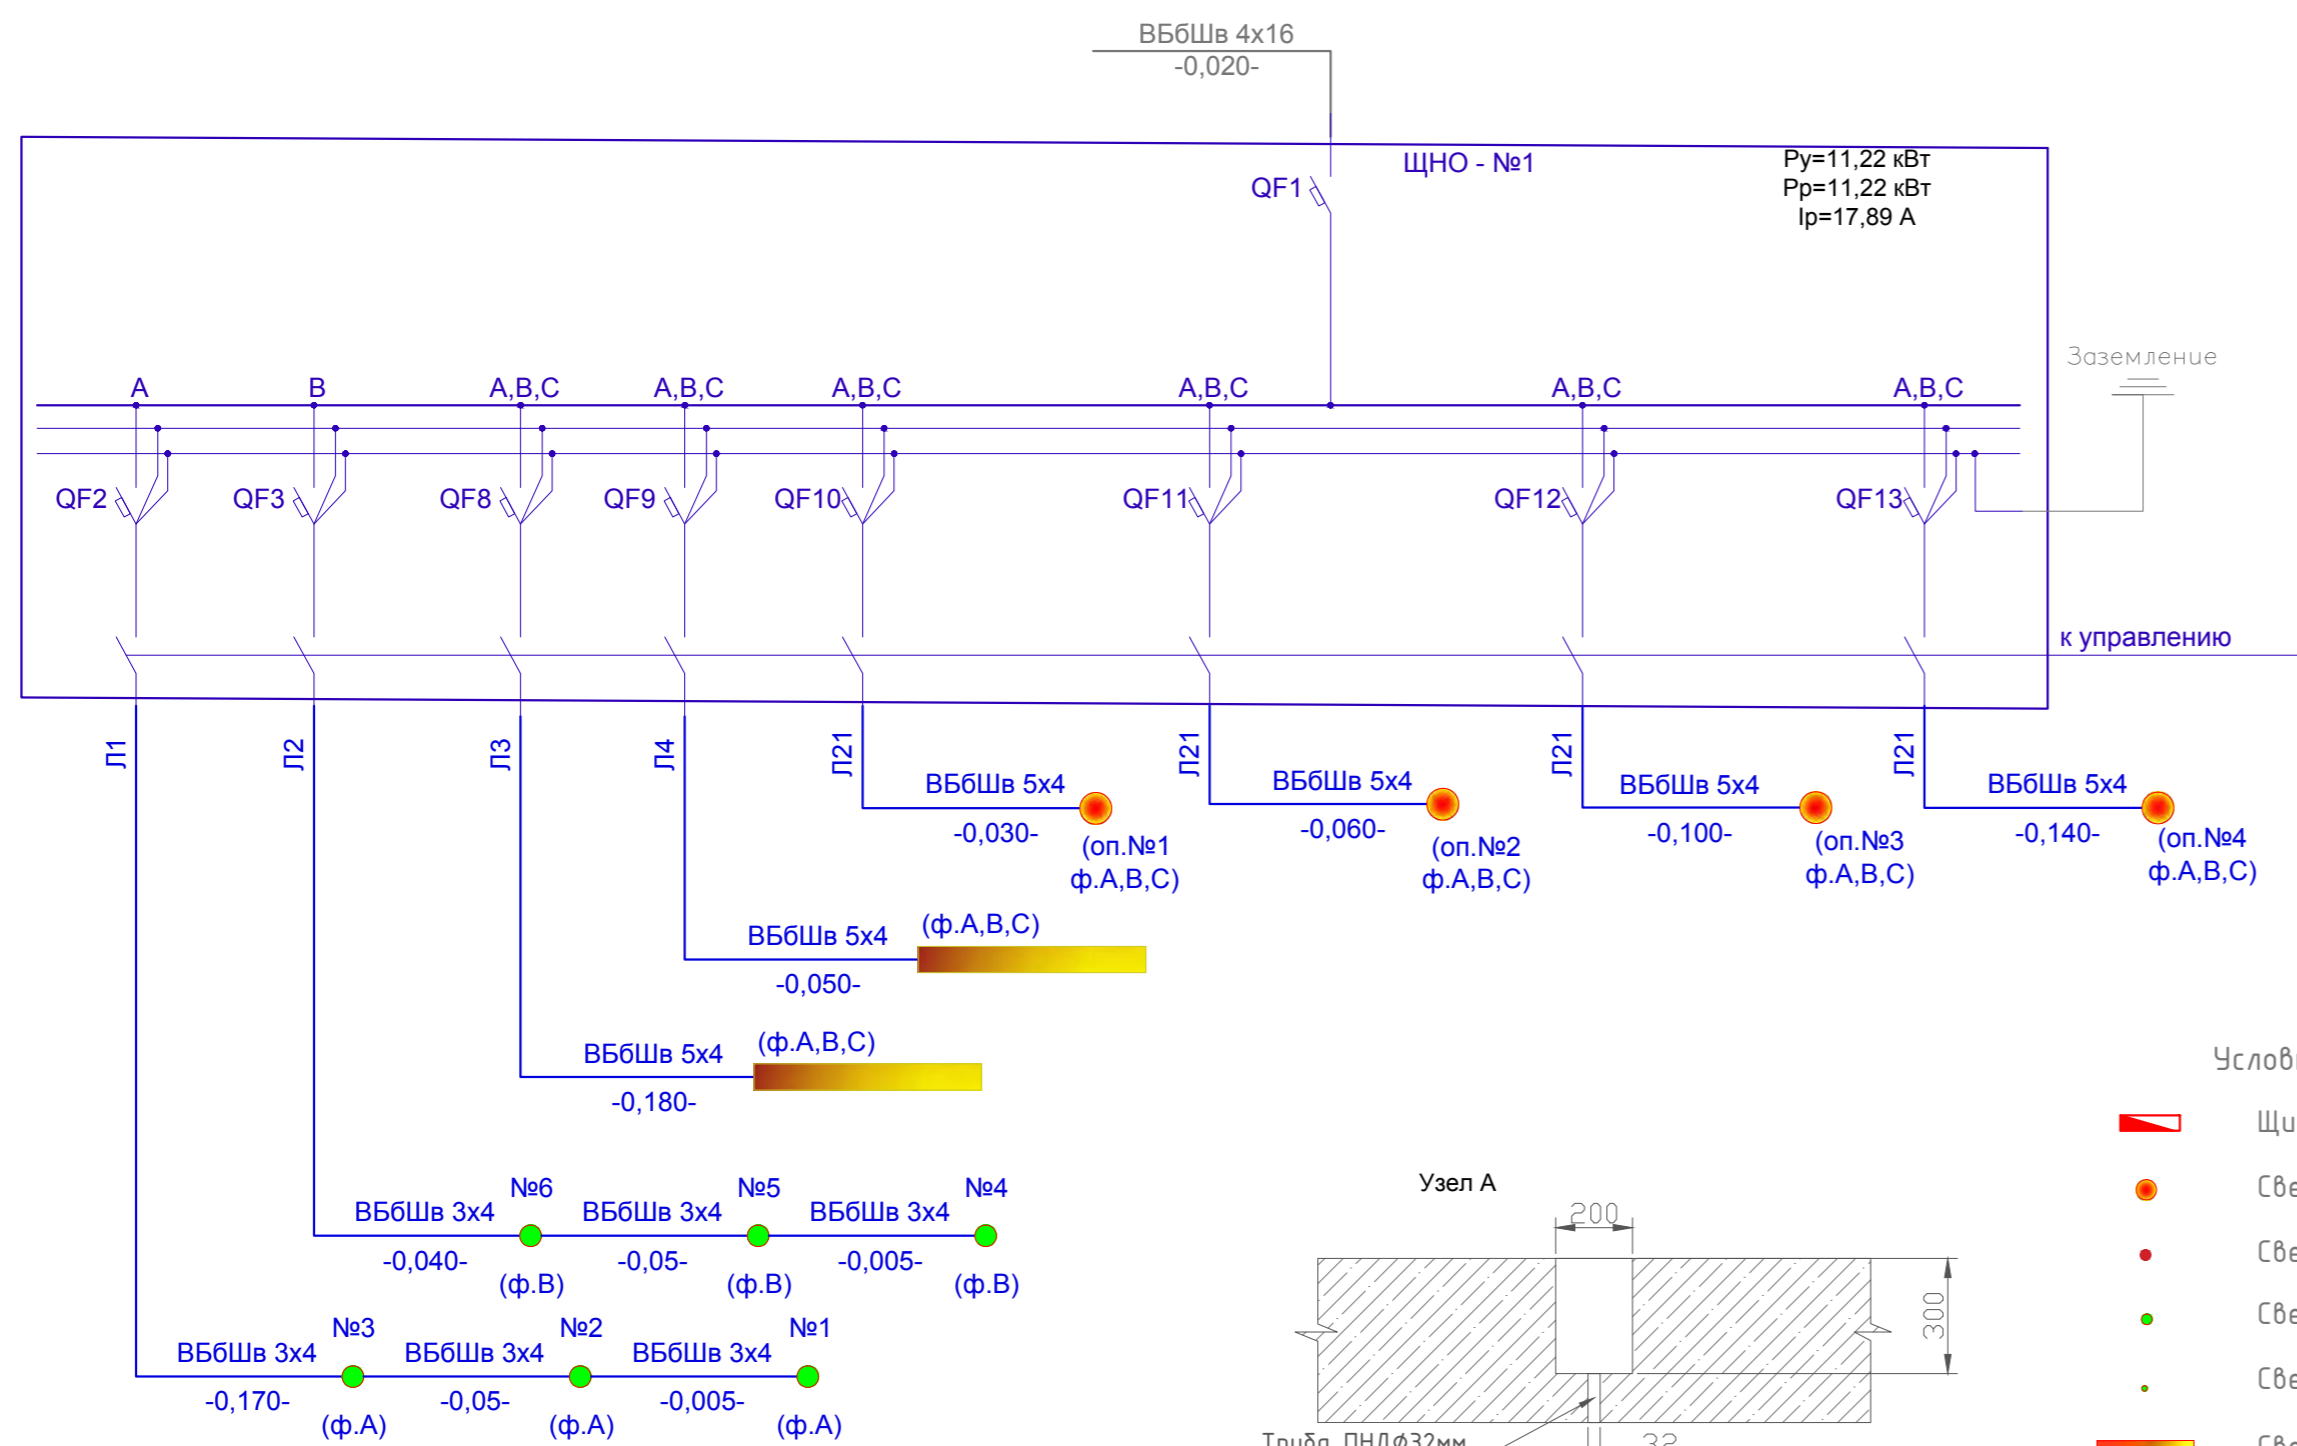 ВБбШв 4х16
-0,020-
ЩНО - №1
Ру=11,22 кВт
Рр=11,22 кВт
Iр=17,89 А
QF1
Заземление
А
В
А,В,С
А,В,С
А,В,С
А,В,С
А,В,С
А,В,С
QF2
QF3
QF8
QF9
QF10
QF11
QF12
QF13
к управлению
Л1
Л2
Л3
Л4
Л21
Л21
Л21
Л21
ВБбШв 5х4
-0,030-
(оп.№1
ф.А,В,С)
ВБбШв 5х4
-0,060-
(оп.№2
ф.А,В,С)
ВБбШв 5х4
-0,100-
(оп.№3
ф.А,В,С)
ВБбШв 5х4
-0,140-
(оп.№4
ф.А,В,С)
ВБбШв 5х4
-0,050-
(ф.А,В,С)
ВБбШв 5х4
-0,180-
(ф.А,В,С)
№6
№5
№4
ВБбШв 3х4
ВБбШв 3х4
ВБбШв 3х4
-0,040-
-0,05-
-0,005-
(ф.В)
(ф.В)
(ф.В)
№3
№2
№1
ВБбШв 3х4
ВБбШв 3х4
ВБбШв 3х4
-0,170-
-0,05-
-0,005-
(ф.А)
(ф.А)
(ф.А)
Узел А
200
300
Труба ПНДф32мм
32
Услов
Щи
Све
Све
Све
Све
Све